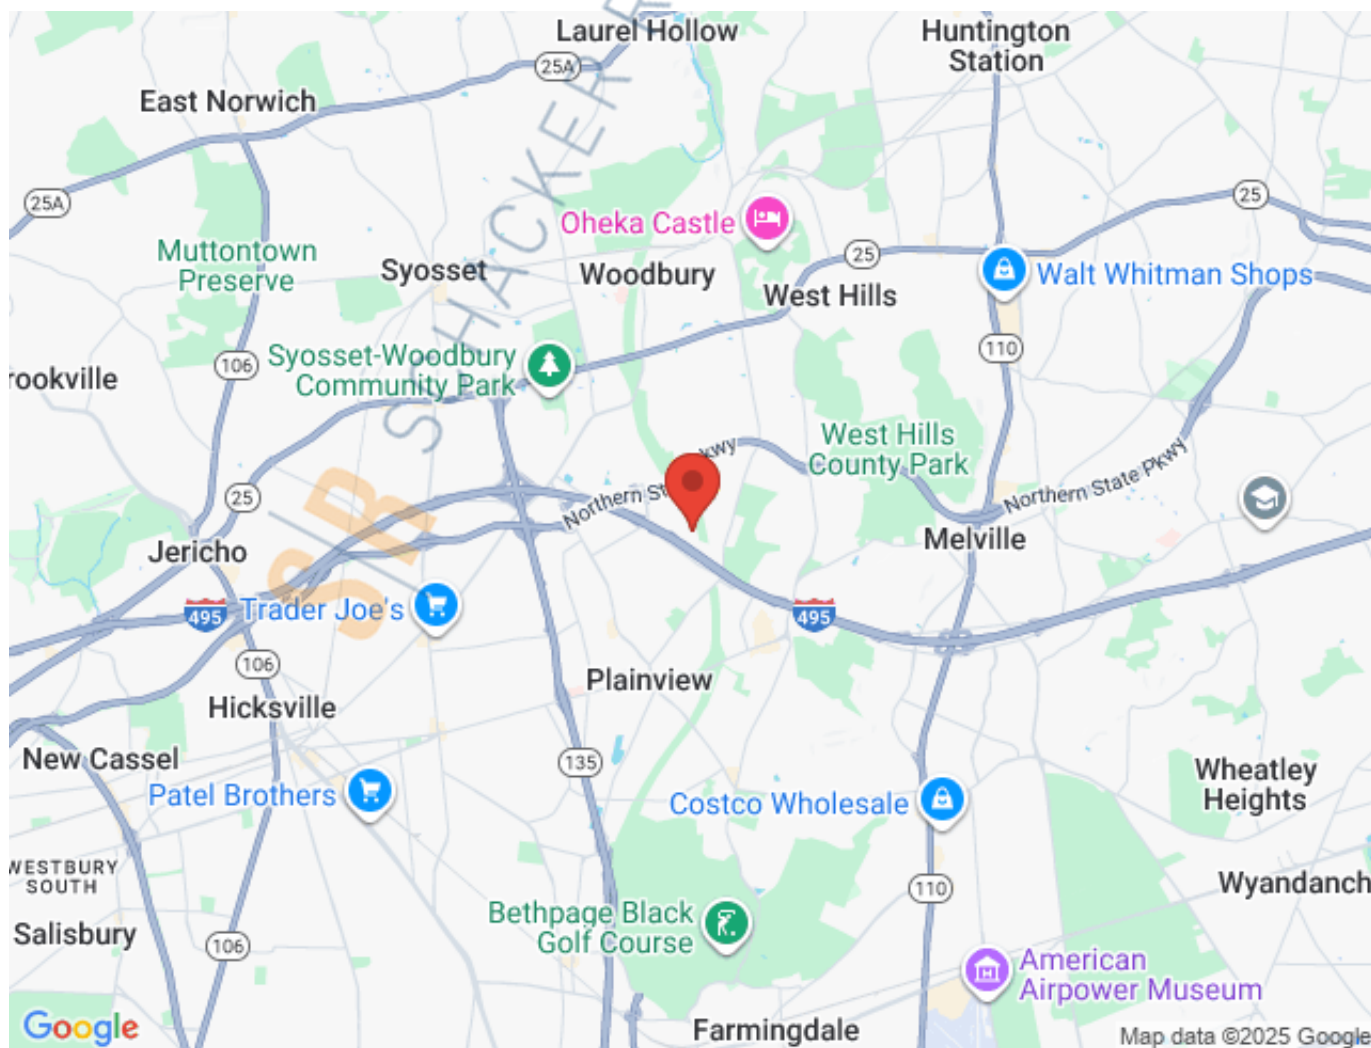 Laurel Hollow
Huntington
Station
25A
East Norwich
25A
25
Muttontown
Preserve
Syosset
Oheka Castle
Woodbury
25
West Hills
Walt Whitman Shops
106
110
Syosset-Woodbury
Community Park
rookville
West Hills
County Park
kwy
Northern St
Northern State Pkwy
25
Jericho
Melville
495
Trader Joe's
495
106
Plainview
Hicksville
New Cassel
135
Patel Brothers
Costco Wholesale
Wheatley
Heights
WESTBURY
SOUTH
110
Wyandanch
Salisbury
106
Bethpage Black
Golf Course
American
Airpower Museum
Google
Farmingdale
Map data ©2025 Google
SIR
SCHACKER R